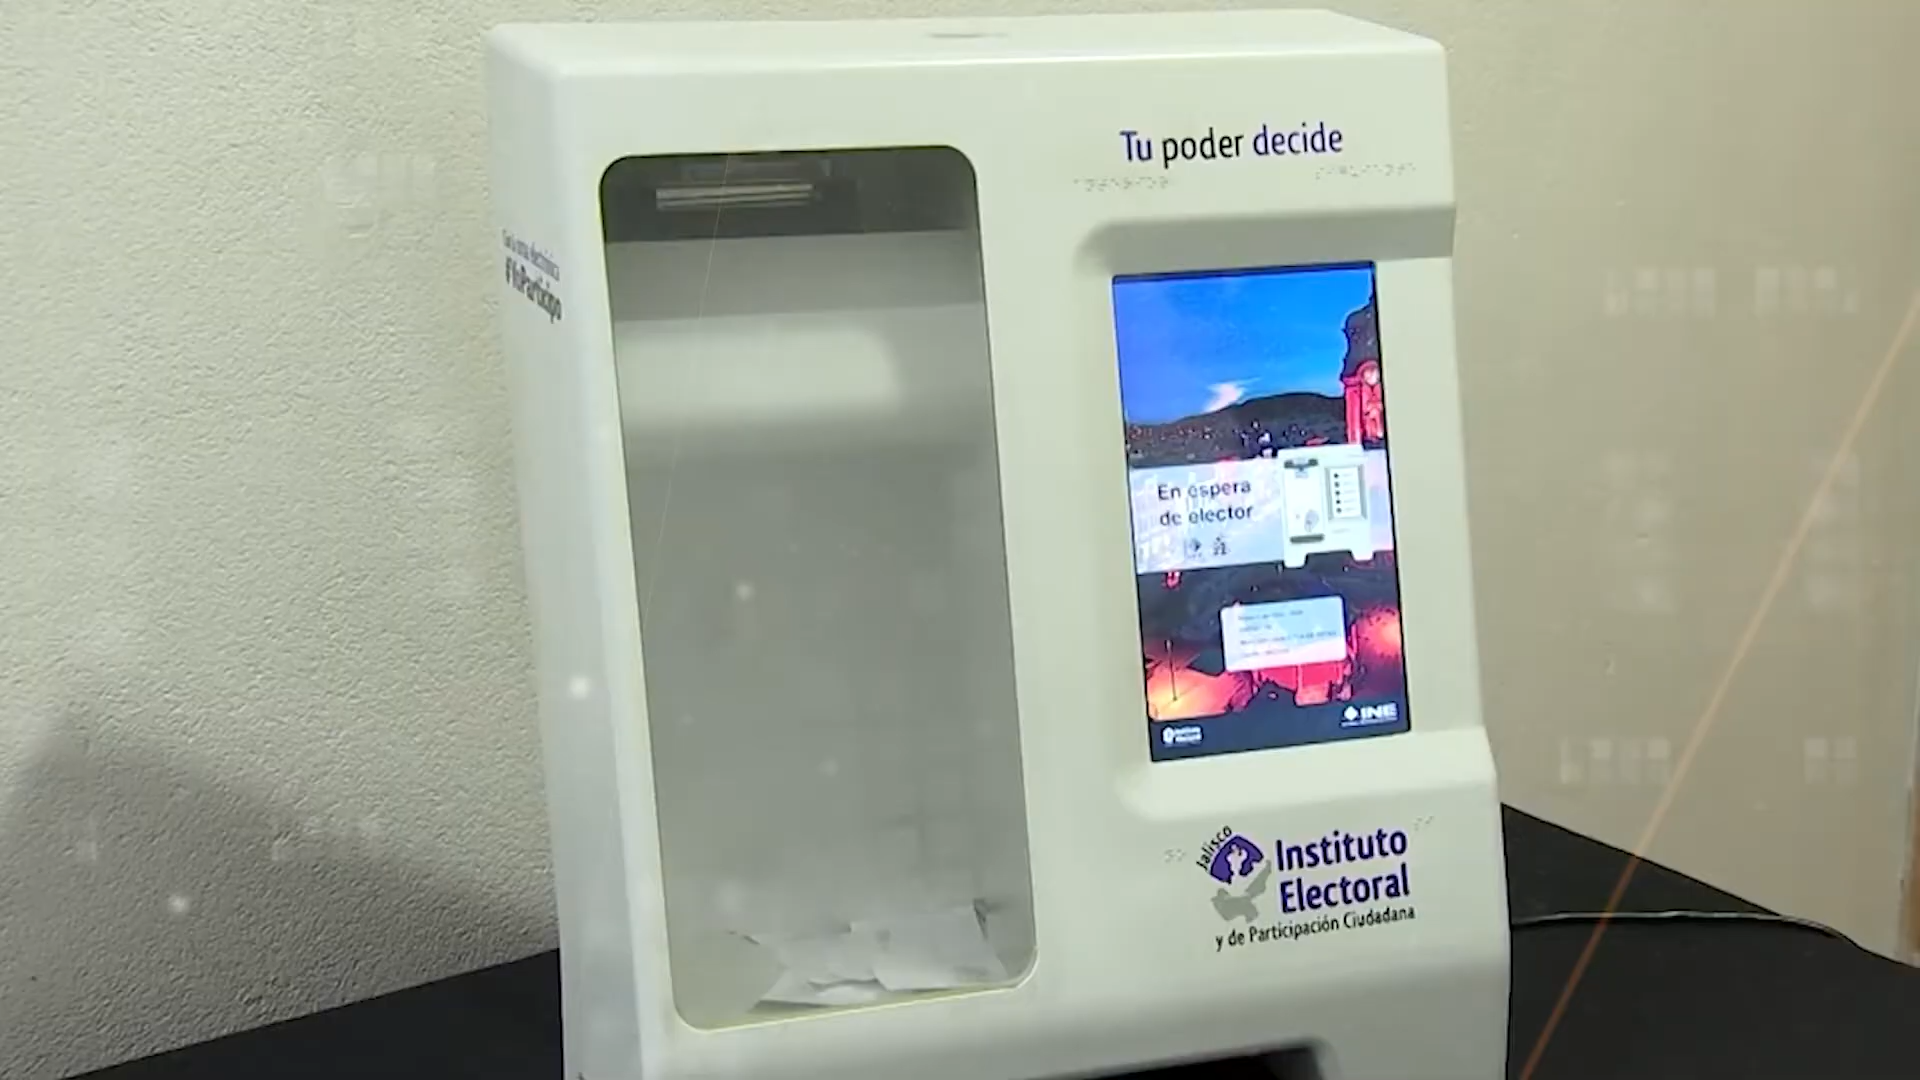 Tu poder decide
#YoParticipo
En espera
de elector
INE
Jalisco
Instituto
Electoral
y de Participación Ciudadana